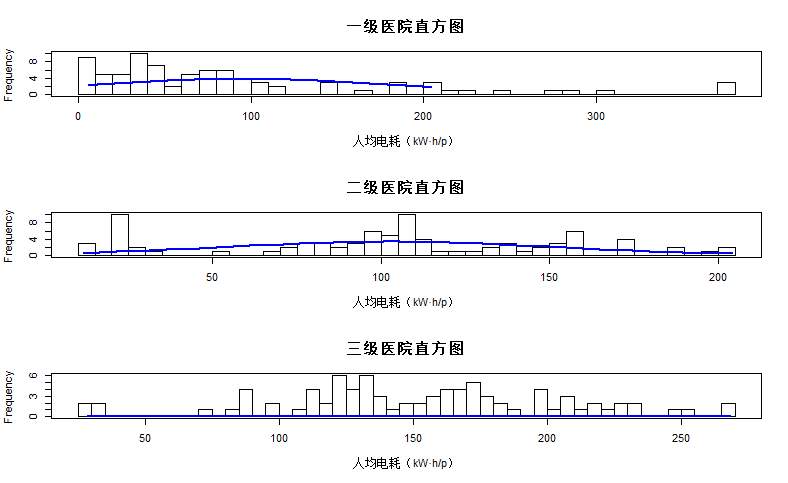 一级医院直方图
Frequency
0 4 8
0 100 200 300
人均电耗（kW·h/p）
二级医院直方图
Frequency
0 4 8
50 100 150 200
人均电耗（kW·h/p）
三级医院直方图
Frequency
0 3 6
50 100 150 200 250
人均电耗（kW·h/p）